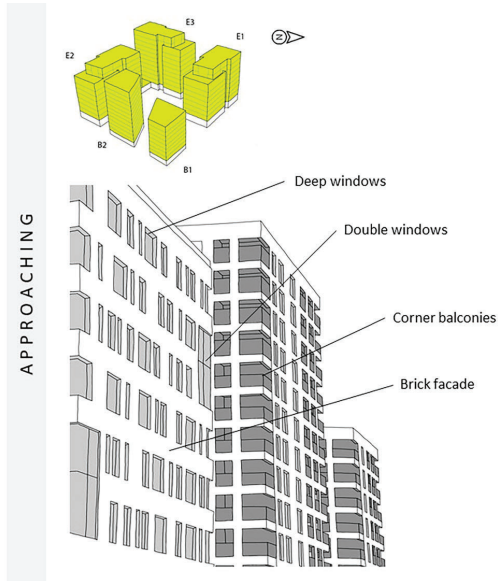 E3
E1
N
E2
B2
B1
Deep windows
Double windows
Corner balconies
Brick facade
APPROACHING